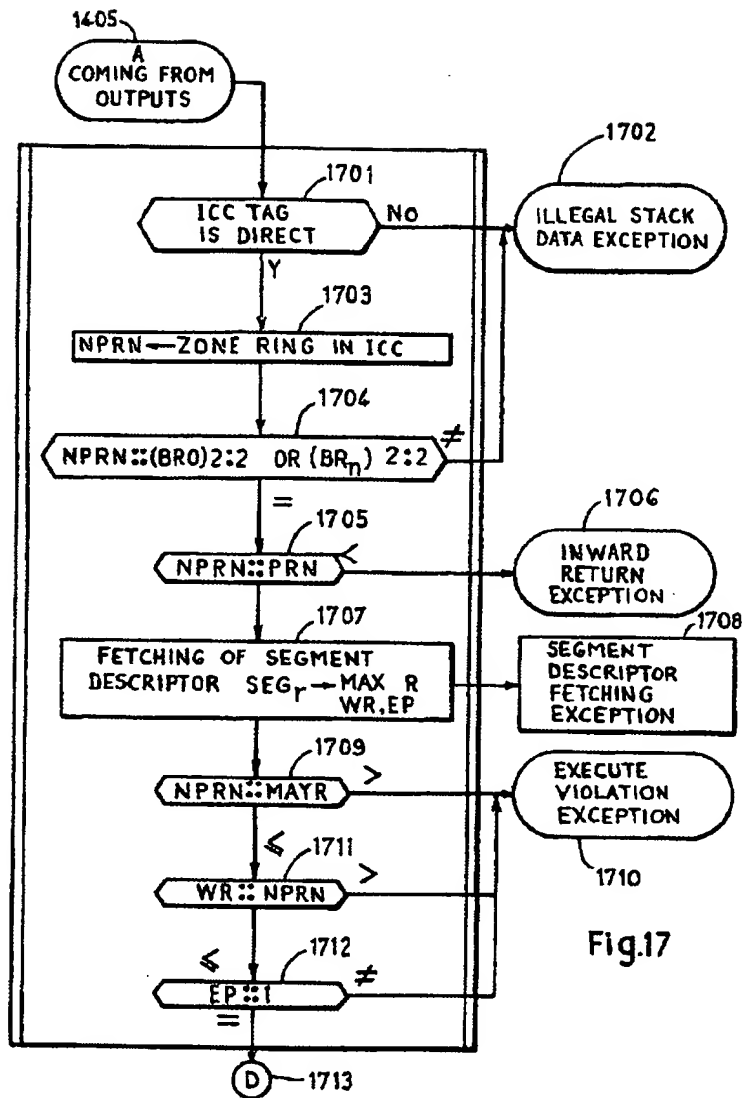 1405
A
COMING FROM
OUTPUTS
1702
ILLEGAL STACK
DATA EXCEPTION
1701
ICC TAG
IS DIRECT
No
Y
1703
NPRN ← ZONE RING IN ICC
1704
NPRN::(BRO)2:2 OR (BRn) 2:2
≠
=
1705
NPRN::PRN
<
1706
INWARD
RETURN
EXCEPTION
1707
FETCHING OF SEGMENT
DESCRIPTOR SEGr → MAX R
WR,EP
1708
SEGMENT
DESCRIPTOR
FETCHING
EXCEPTION
1709
NPRN::MAYR
>
EXECUTE
VIOLATION
EXCEPTION
1710
≤
1711
WR::NPRN
>
≤
1712
EP::1
≠
=
D
1713
Fig.17